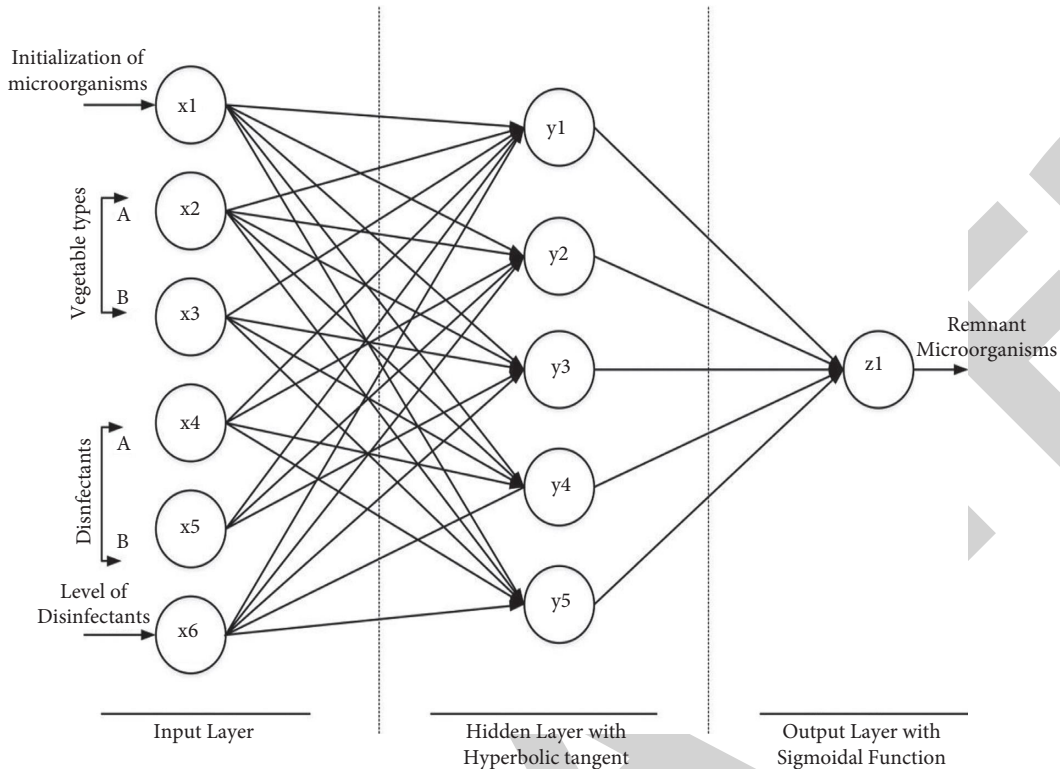 Initialization of
microorganisms
x1
x2
x3
x4
x5
x6
Vegetable types
A
B
Disnfectants
A
B
Level of
Disinfectants
y1
y2
y3
y4
y5
z1
Remnant
Microorganisms
Input Layer
Hidden Layer with
Hyperbolic tangent
Output Layer with
Sigmoidal Function